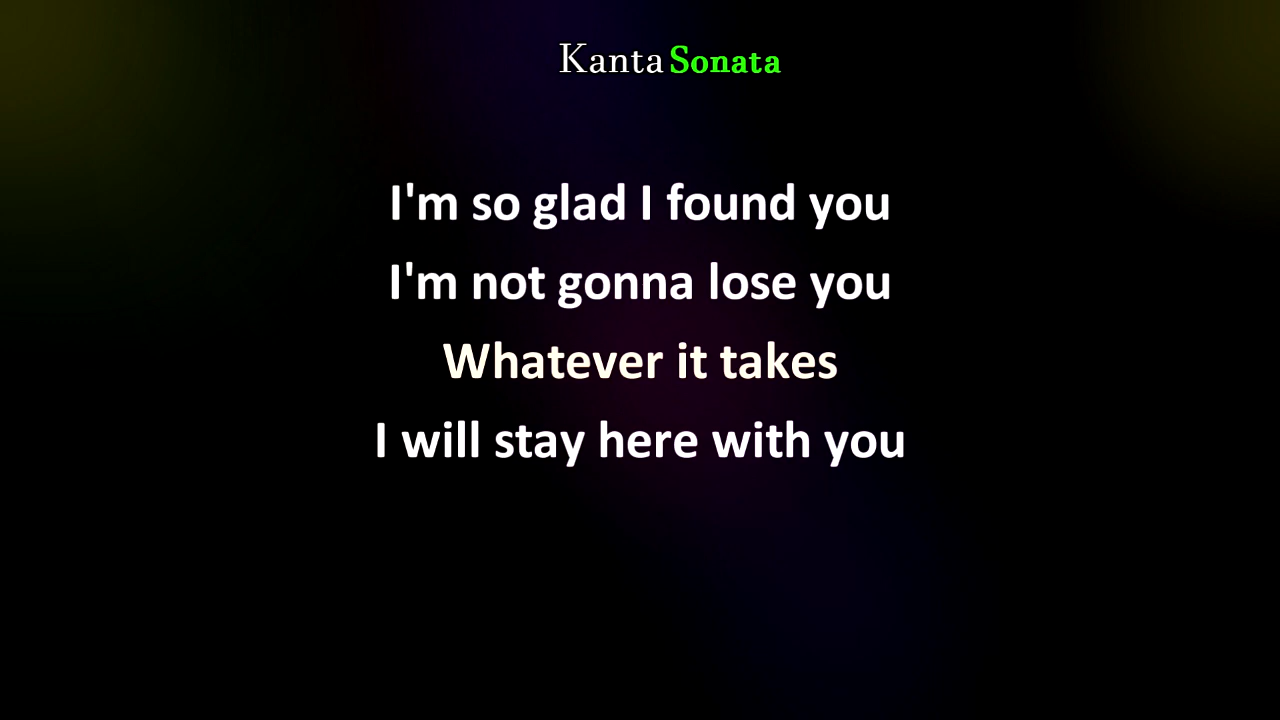 Kanta Sonata
I'm so glad I found you
I'm not gonna lose you
Whatever it takes
I will stay here with you